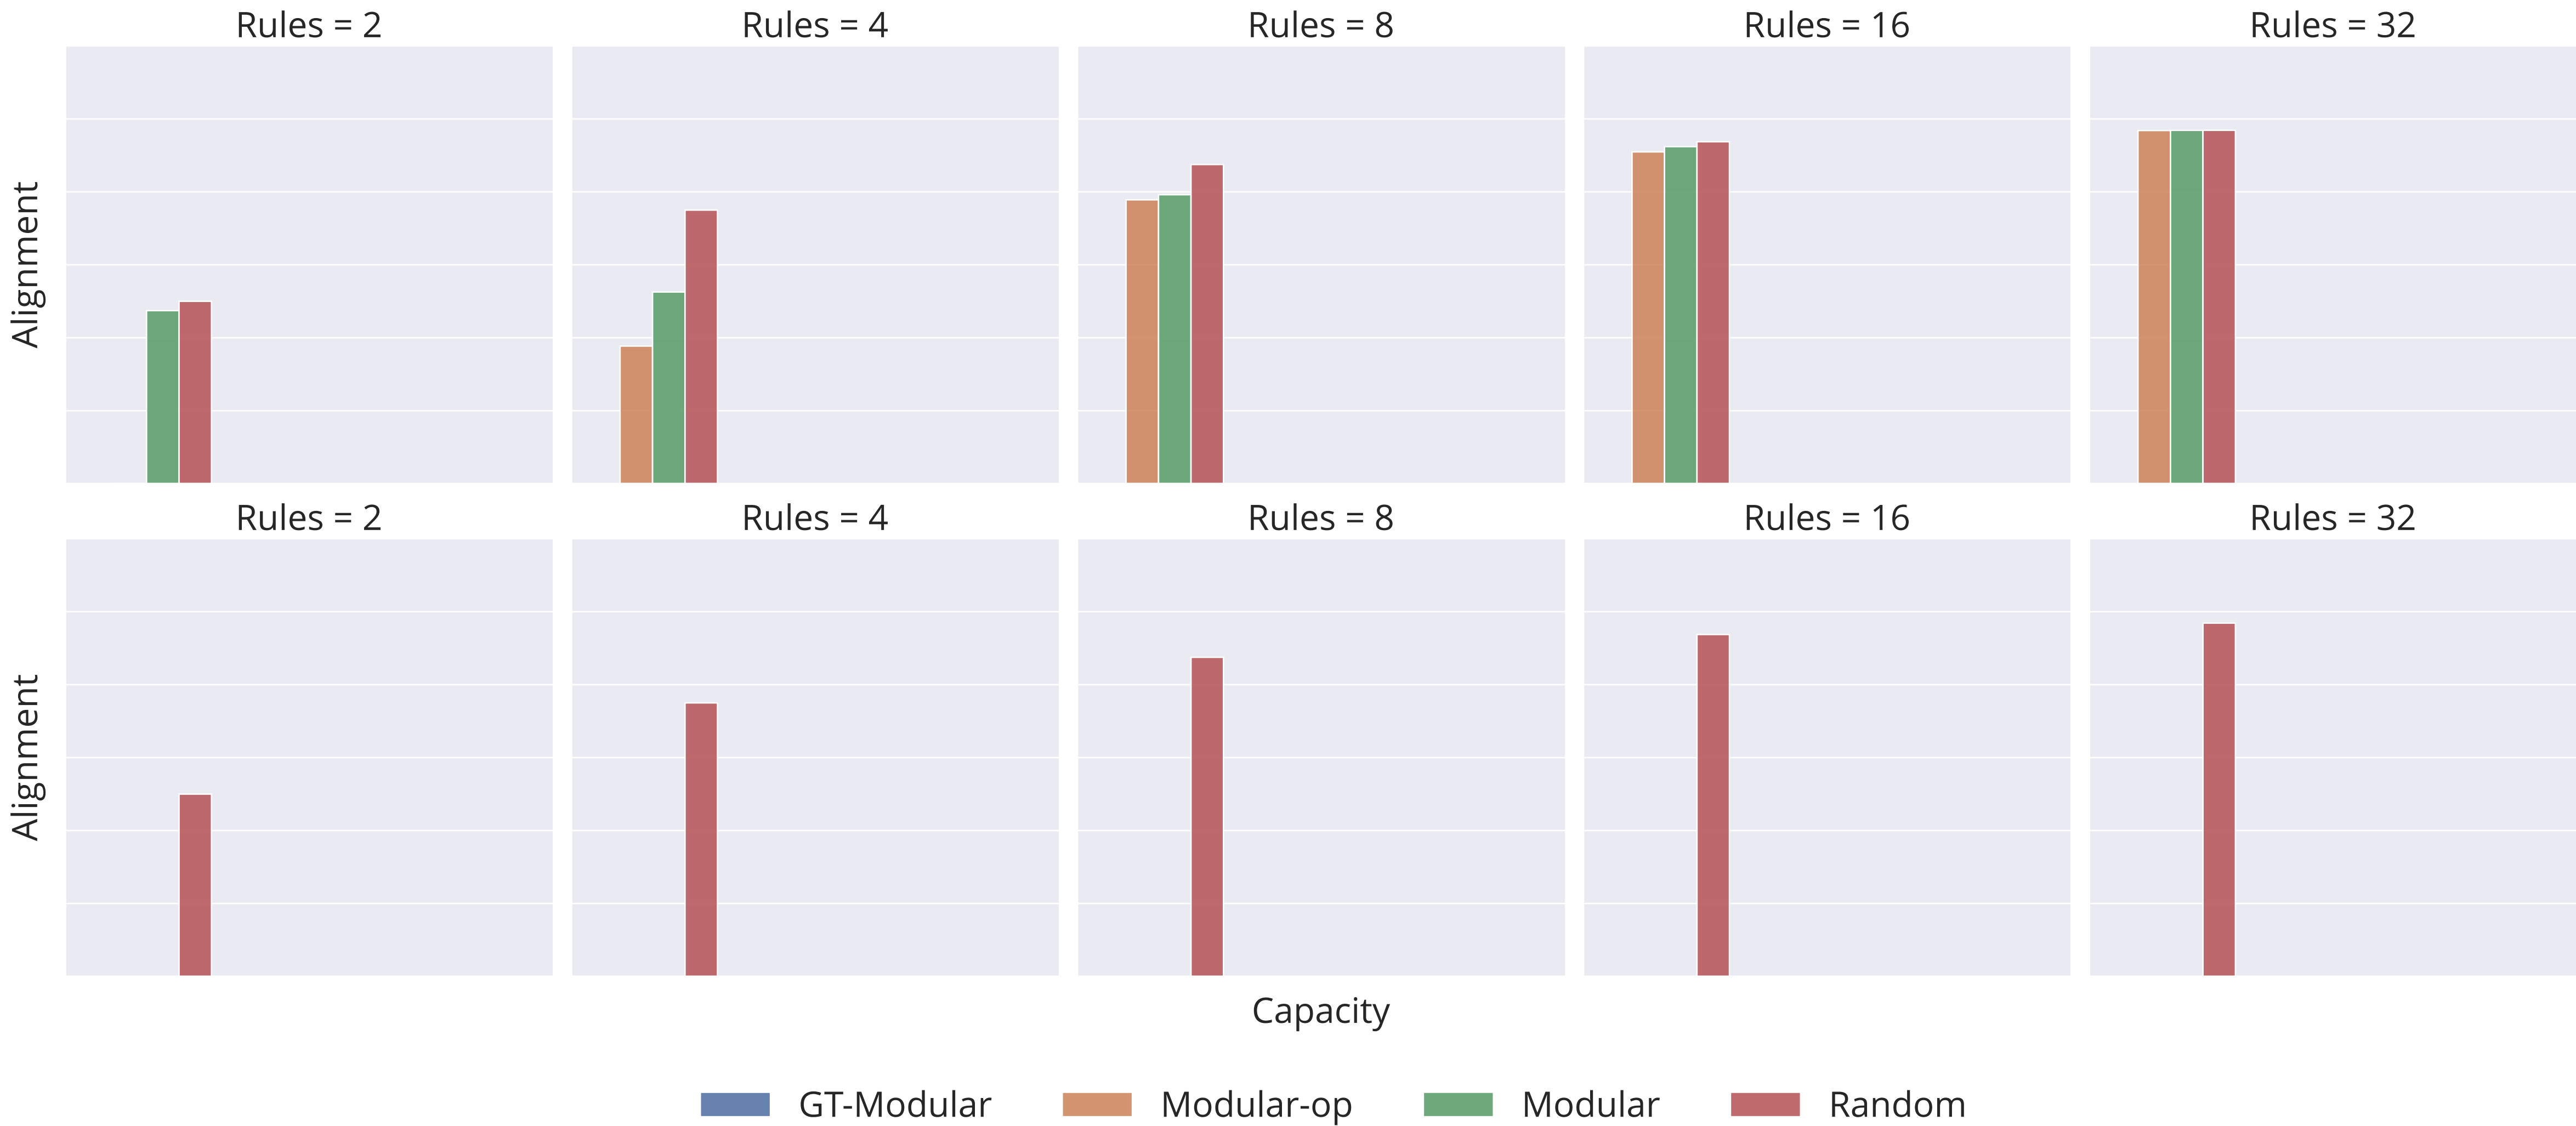 Rules = 2
Rules = 4
Rules = 8
Rules = 16
Rules = 32
Alignment
Rules = 2
Rules = 4
Rules = 8
Rules = 16
Rules = 32
Alignment
Capacity
GT-Modular
Modular-op
Modular
Random